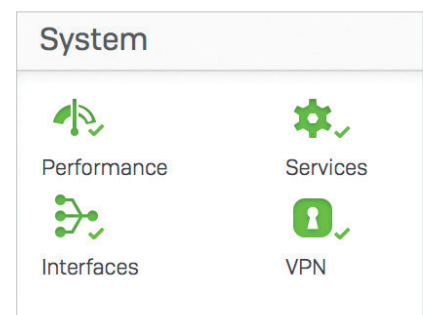 System
Performance
Services
Interfaces
VPN